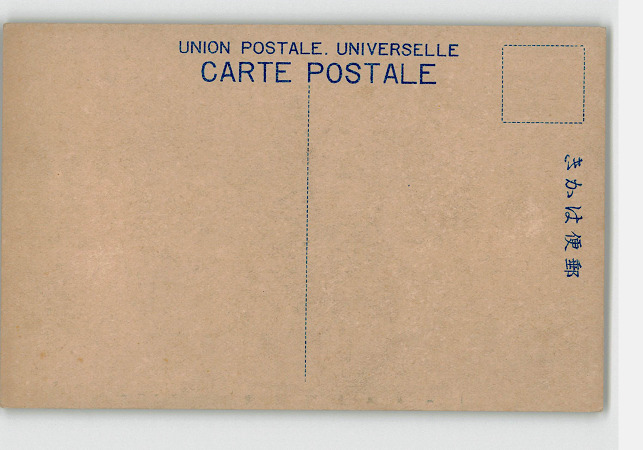 UNION POSTALE. UNIVERSELLE
CARTE POSTALE
きかは便郵